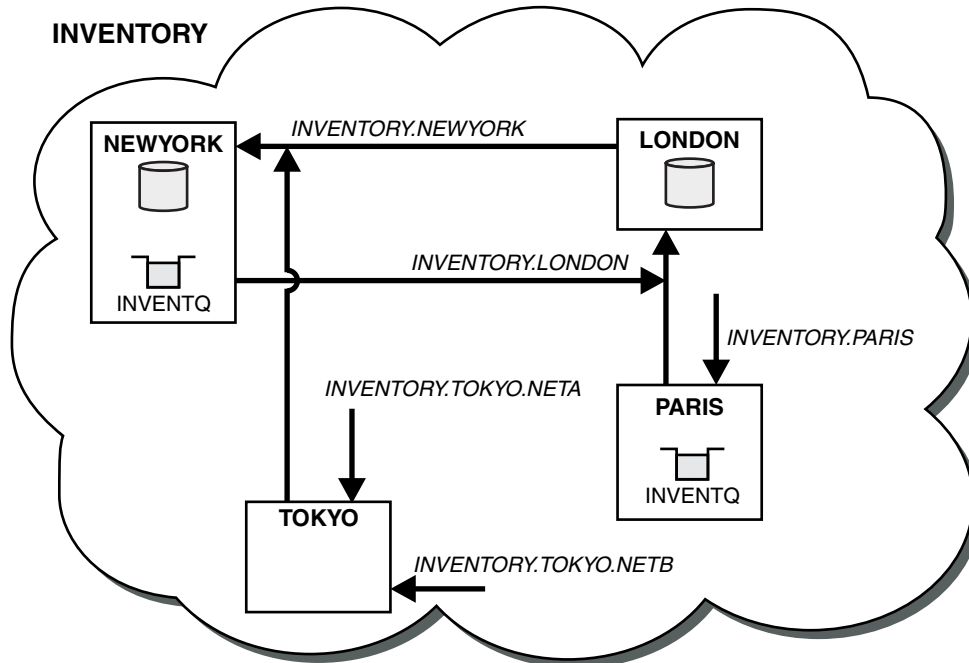 INVENTORY
INVENTORY.NEWYORK
NEWYORK
LONDON
INVENTORY.LONDON
INVENTQ
INVENTORY.PARIS
INVENTORY.TOKYO.NETA
PARIS
INVENTQ
TOKYO
INVENTORY.TOKYO.NETB